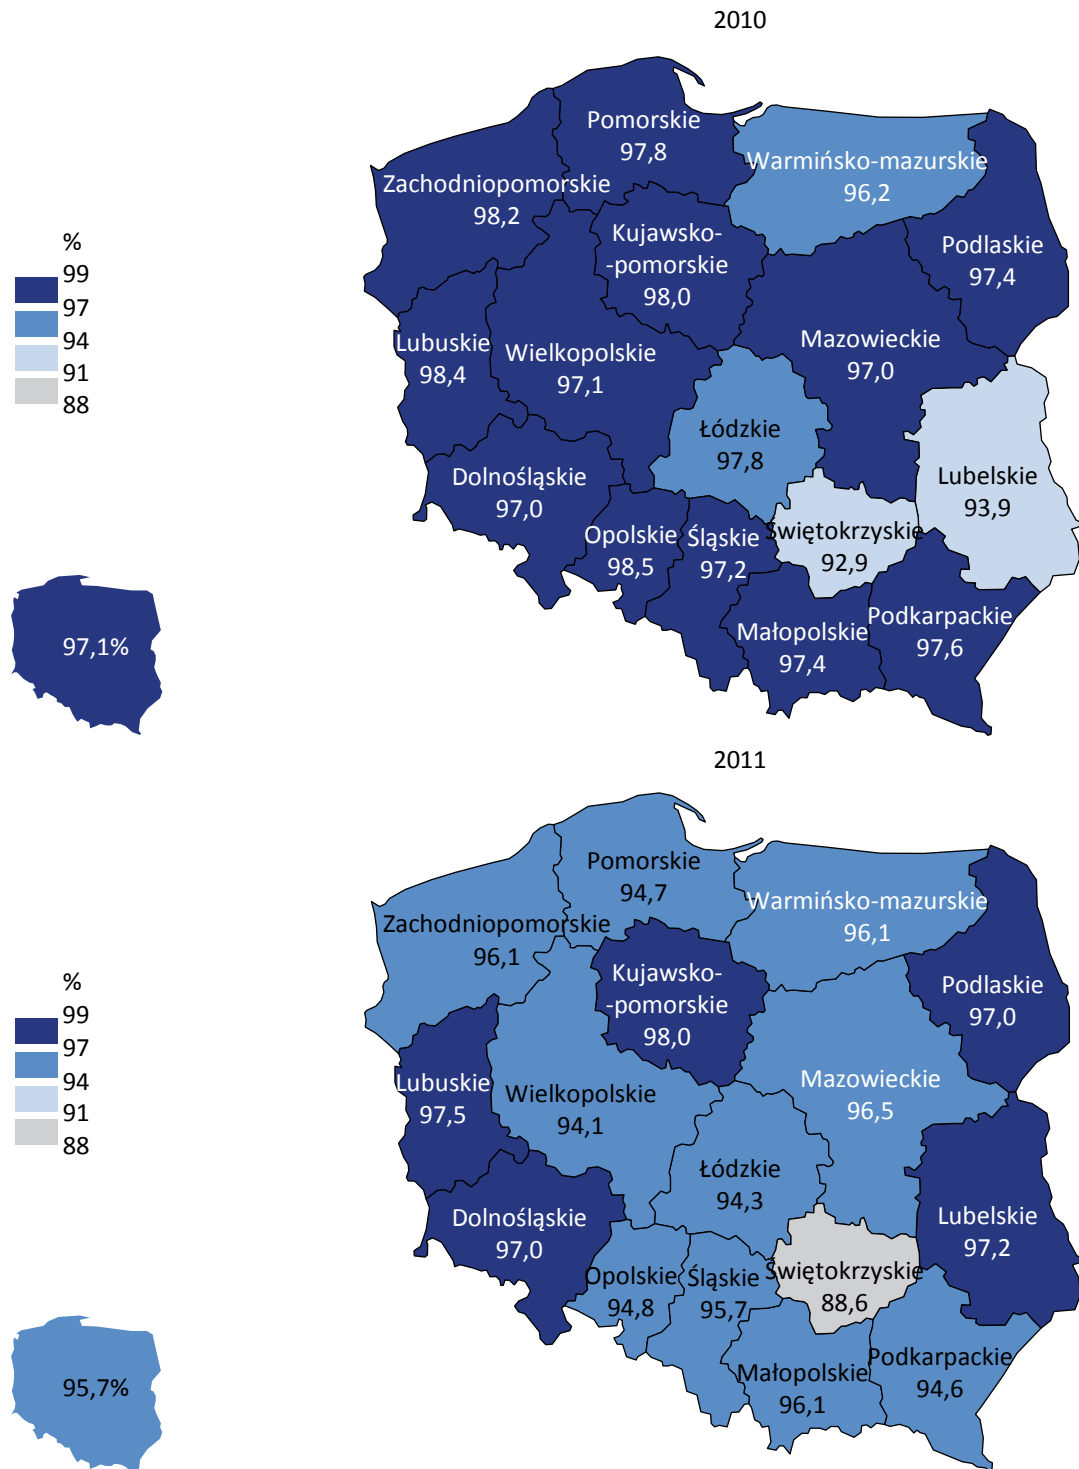 2010
Pomorskie
97,8
Warmińsko-mazurskie
96,2
Zachodniopomorskie
98,2
Kujawsko-
-pomorskie
98,0
Podlaskie
97,4
%
99
97
94
91
88
Lubuskie
98,4
Wielkopolskie
97,1
Mazowieckie
97,0
Łódzkie
97,8
Dolnośląskie
97,0
Lubelskie
93,9
Opolskie
98,5
Śląskie
97,2
Świętokrzyskie
92,9
Małopolskie
97,4
Podkarpackie
97,6
97,1%
2011
Pomorskie
94,7
Warmińsko-mazurskie
96,1
Zachodniopomorskie
96,1
Kujawsko-
-pomorskie
98,0
Podlaskie
97,0
%
99
97
94
91
88
Lubuskie
97,5
Wielkopolskie
94,1
Mazowieckie
96,5
Łódzkie
94,3
Dolnośląskie
97,0
Lubelskie
97,2
Opolskie
94,8
Śląskie
95,7
Świętokrzyskie
88,6
Małopolskie
96,1
Podkarpackie
94,6
95,7%